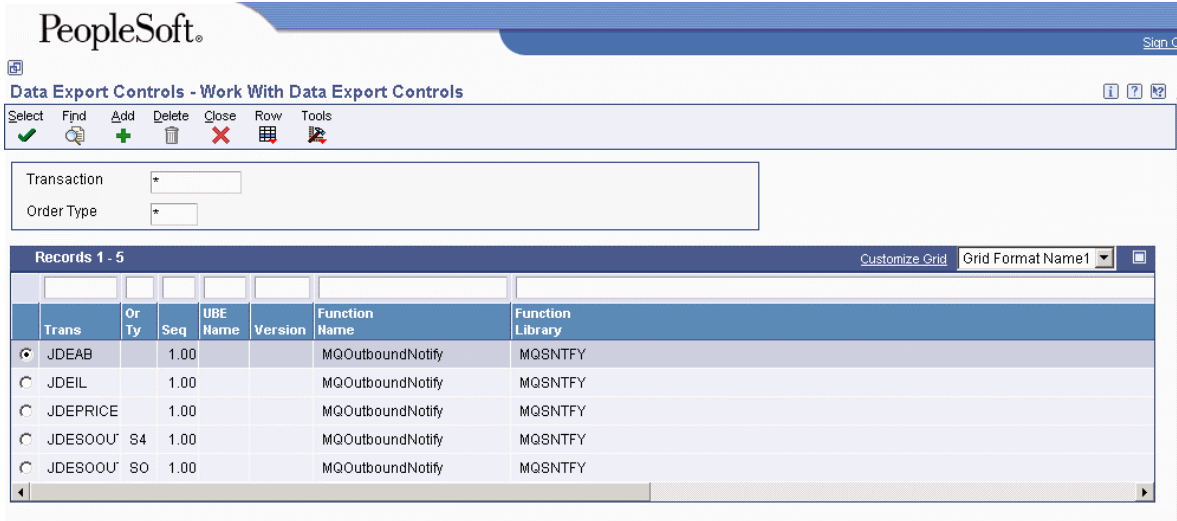 PeopleSoft®
Sign
Data Export Controls - Work With Data Export Controls
Select Find Add Delete Close Row Tools
Transaction *
Order Type *
Records 1 - 5 Customize Grid Grid Format Name1
Trans Or Ty Seq UBE Name Version Function Name Function Library
JDEAB 1.00 MQOutboundNotify MQSNTFY
JDEIL 1.00 MQOutboundNotify MQSNTFY
JDEPRICE 1.00 MQOutboundNotify MQSNTFY
JDESOOU S4 1.00 MQOutboundNotify MQSNTFY
JDESOOU SO 1.00 MQOutboundNotify MQSNTFY